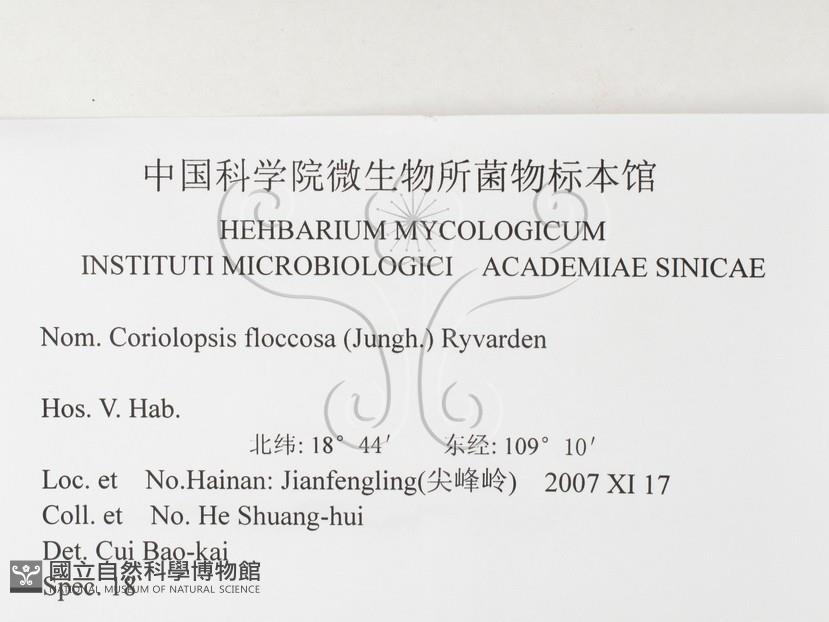 中国科学院微生物所菌物标本馆
HEHBARIUM MYCOLOGICUM
INSTITUTI MICROBIOLOGICI ACADEMIAE SINICAE
Nom. Coriolopsis floccosa (Jungh.) Ryvarden
Hos. V. Hab.
北纬: 18° 44′ 东经: 109° 10′
Loc. et No.Hainan: Jianfengling(尖峰岭) 2007 XI 17
Coll. et No. He Shuang-hui
Det. Cui Bao-kai
國立自然科學博物館
Spec. 18
NATIONAL MUSEUM OF NATURAL SCIENCE